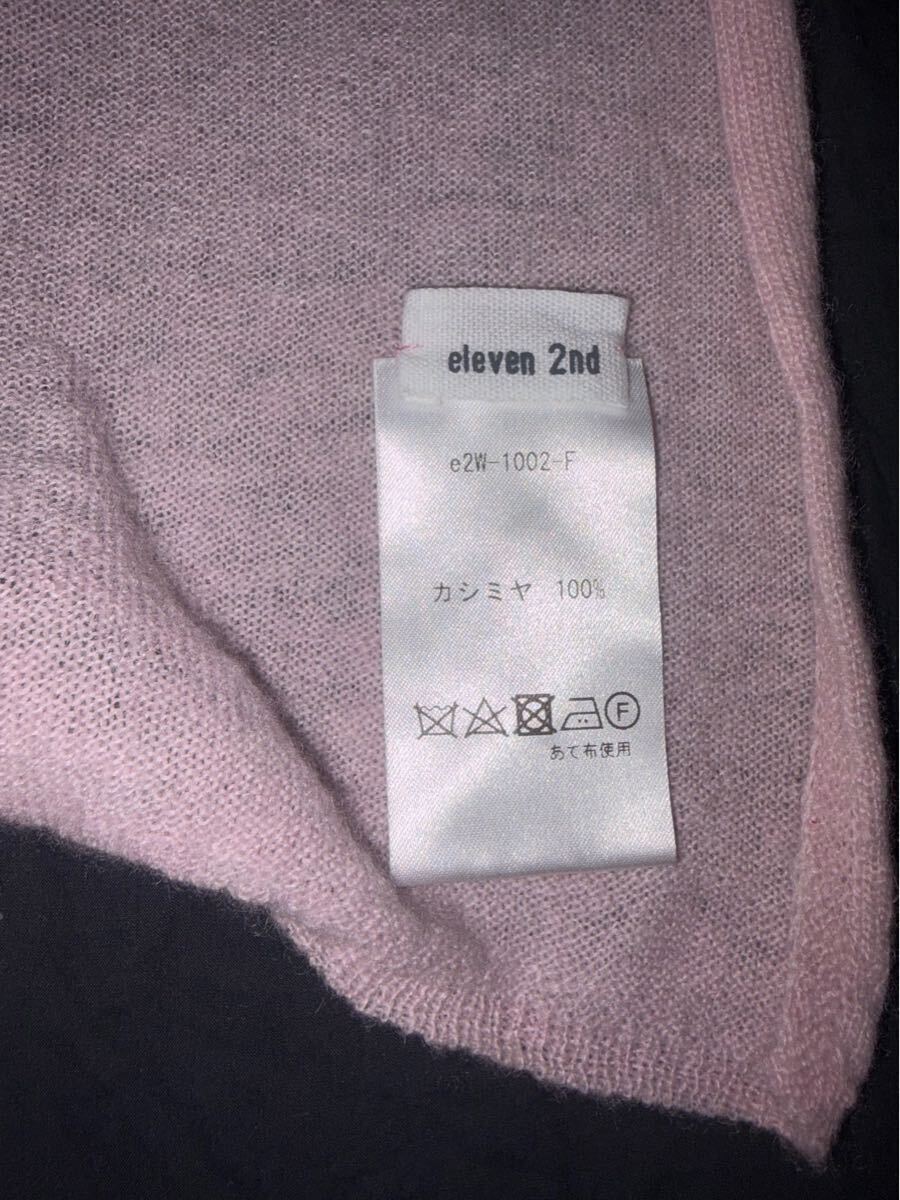 eleven 2nd
e2W-1002-F
カシミヤ 100%
F
あて布使用